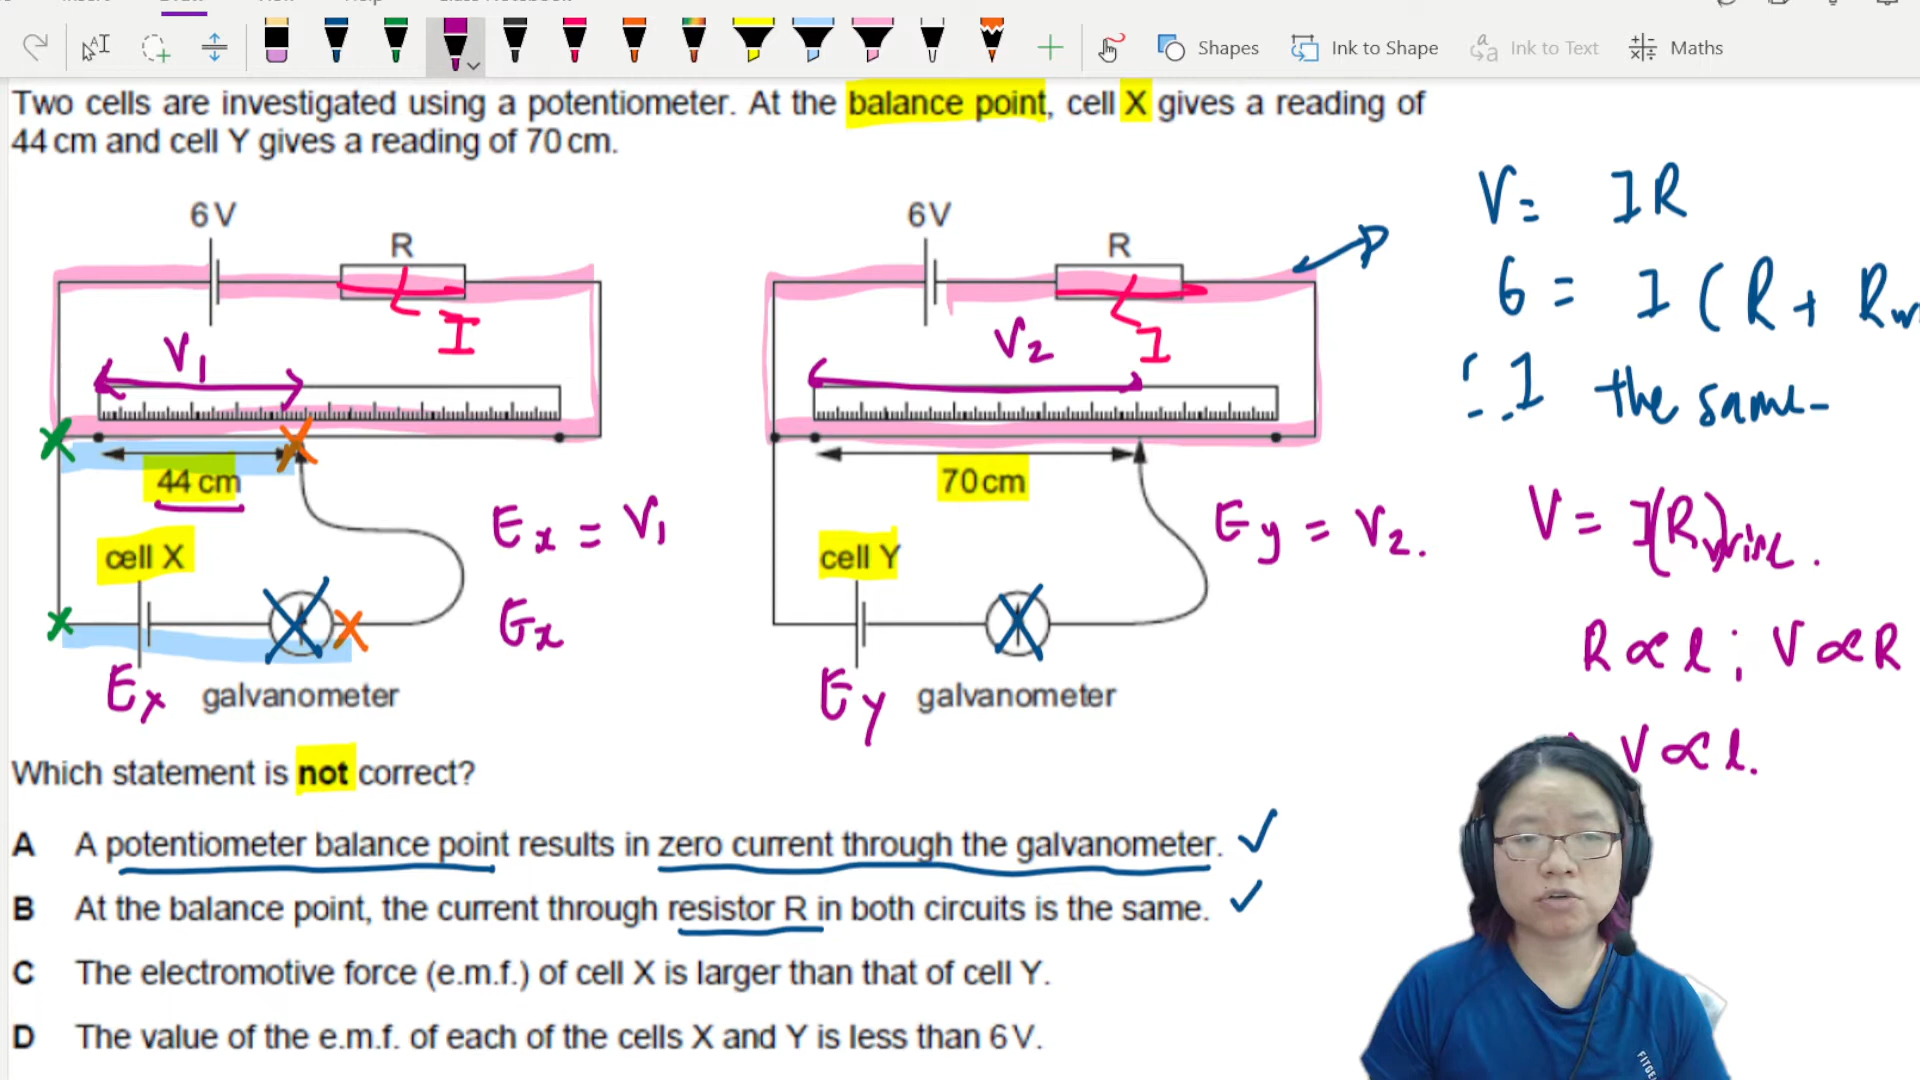 Shapes Ink to Shape Ink to Text Maths
Two cells are investigated using a potentiometer. At the balance point, cell X gives a reading of
44 cm and cell Y gives a reading of 70 cm.
6 V
R
I
V1
44 cm
cell X
Ex
galvanometer
Ex = V1
Ex
6 V
R
I
V2
70 cm
cell Y
Ey
galvanometer
Ey = V2.
V = IR
6 = I (R +
∴ I the same
V = I(R)wire.
R ∝ l ; V ∝ R
V ∝ l.
Which statement is not correct?
A A potentiometer balance point results in zero current through the galvanometer.
B At the balance point, the current through resistor R in both circuits is the same.
C The electromotive force (e.m.f.) of cell X is larger than that of cell Y.
D The value of the e.m.f. of each of the cells X and Y is less than 6 V.